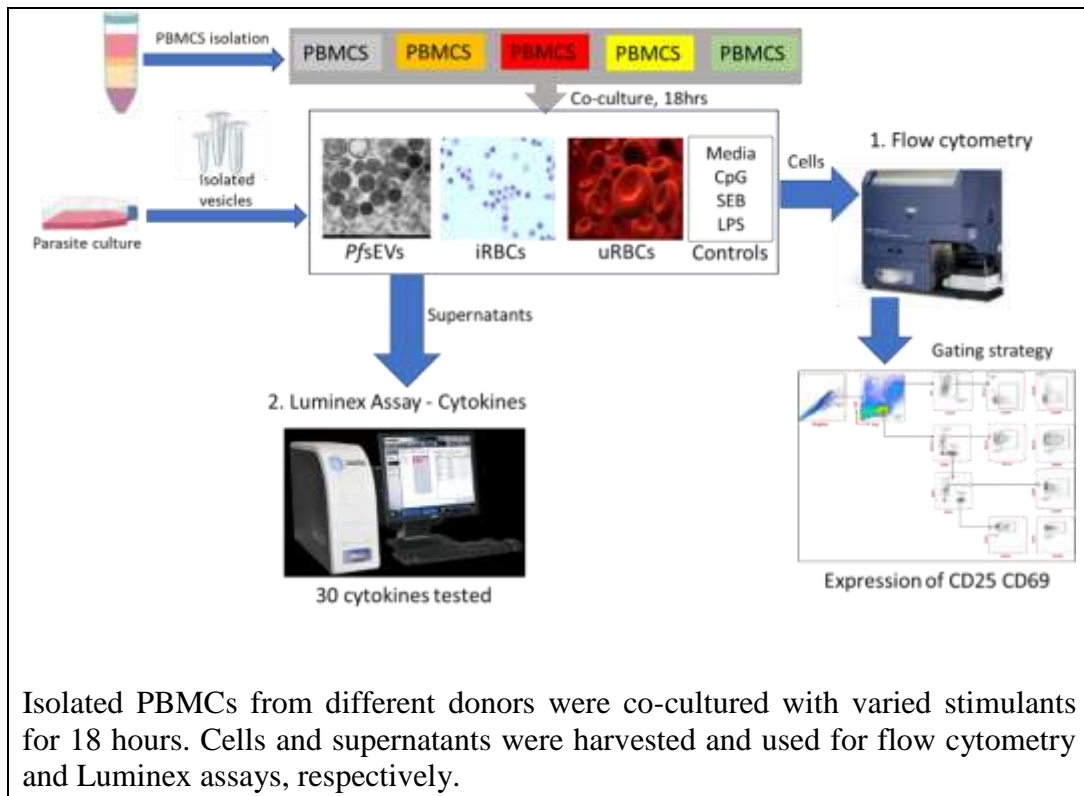 PBMCS isolation
PBMCS PBMCS PBMCS PBMCS PBMCS
Co-culture, 18hrs
Isolated
vesicles
Parasite culture
PfsEVs
iRBCs
uRBCs
Media
CpG
SEB
LPS
Controls
Cells
1. Flow cytometry
Supernatants
Gating strategy
2. Luminex Assay - Cytokines
30 cytokines tested
Expression of CD25 CD69
Isolated PBMCs from different donors were co-cultured with varied stimulants
for 18 hours. Cells and supernatants were harvested and used for flow cytometry
and Luminex assays, respectively.